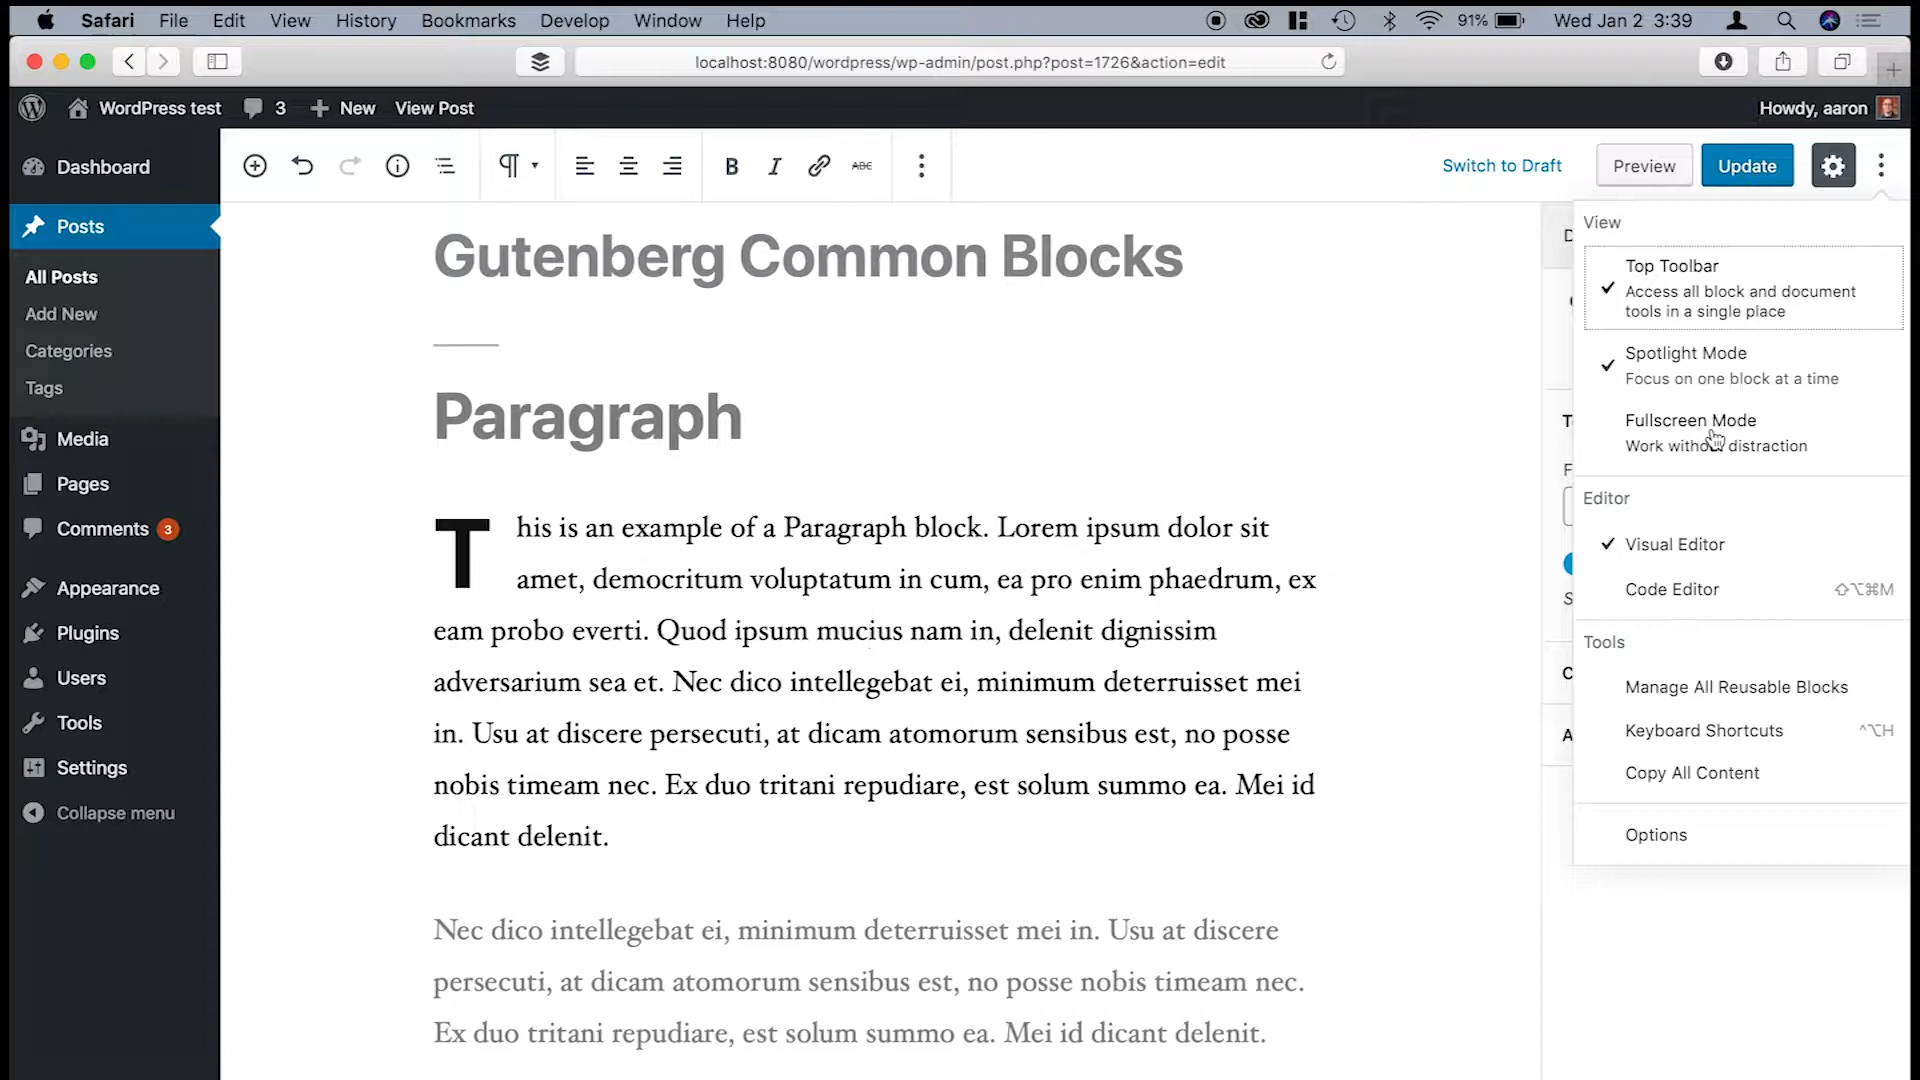 Safari File Edit View History Bookmarks Develop Window Help 91% Wed Jan 2 3:39
localhost:8080/wordpress/wp-admin/post.php?post=1726&action=edit
WordPress test 3 New View Post Howdy, aaron
Dashboard
Posts
All Posts
Add New
Categories
Tags
Media
Pages
Comments 3
Appearance
Plugins
Users
Tools
Settings
Collapse menu
B I ABC Switch to Draft Preview Update
Gutenberg Common Blocks
Paragraph
This is an example of a Paragraph block. Lorem ipsum dolor sit
amet, democritum voluptatum in cum, ea pro enim phaedrum, ex
eam probo everti. Quod ipsum mucius nam in, delenit dignissim
adversarium sea et. Nec dico intellegebat ei, minimum deterruisset mei
in. Usu at discere persecuti, at dicam atomorum sensibus est, no posse
nobis timeam nec. Ex duo tritani repudiare, est solum summo ea. Mei id
dicant delenit.
Nec dico intellegebat ei, minimum deterruisset mei in. Usu at discere
persecuti, at dicam atomorum sensibus est, no posse nobis timeam nec.
Ex duo tritani repudiare, est solum summo ea. Mei id dicant delenit.
View
Top Toolbar
Access all block and document
tools in a single place
Spotlight Mode
Focus on one block at a time
Fullscreen Mode
Work without distraction
Editor
Visual Editor
Code Editor ⇧⌥⌘M
Tools
Manage All Reusable Blocks
Keyboard Shortcuts ^⌥H
Copy All Content
Options